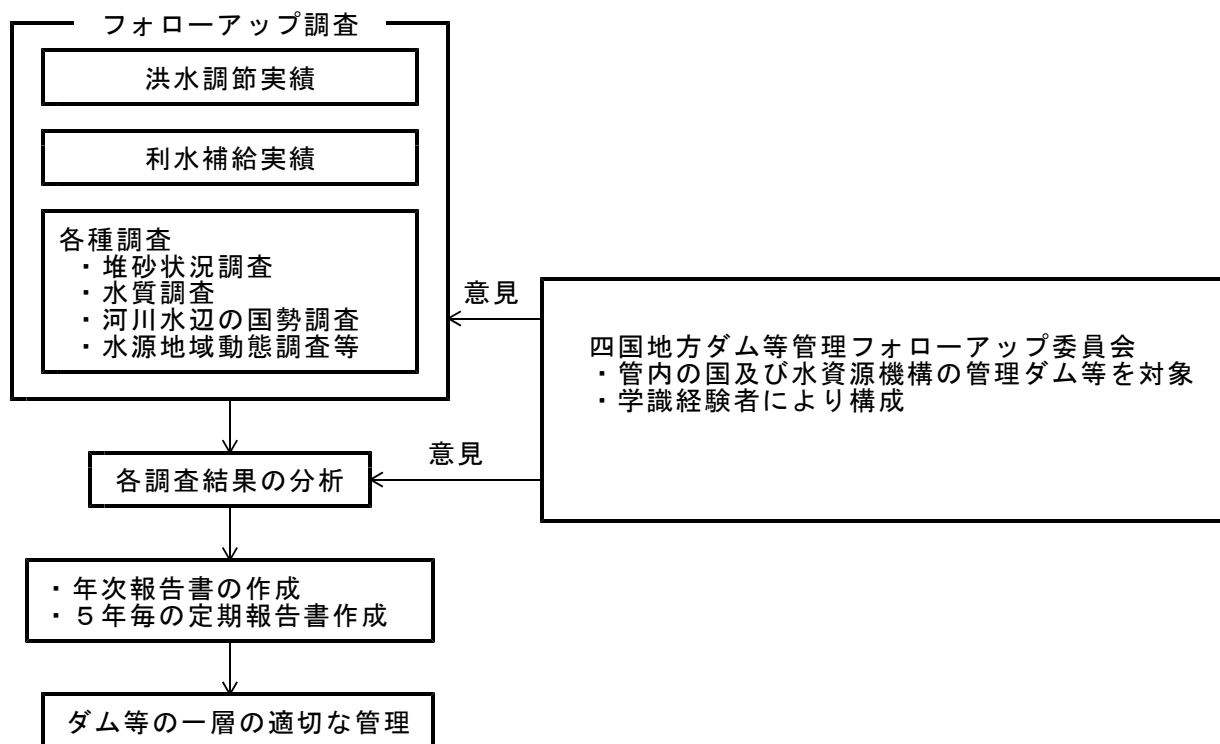 フォローアップ調査
洪水調節実績
利水補給実績
各種調査
・堆砂状況調査
・水質調査
・河川水辺の国勢調査
・水源地域動態調査等
意見
四国地方ダム等管理フォローアップ委員会
・管内の国及び水資源機構の管理ダム等を対象
・学識経験者により構成
意見
各調査結果の分析
・年次報告書の作成
・５年毎の定期報告書作成
ダム等の一層の適切な管理